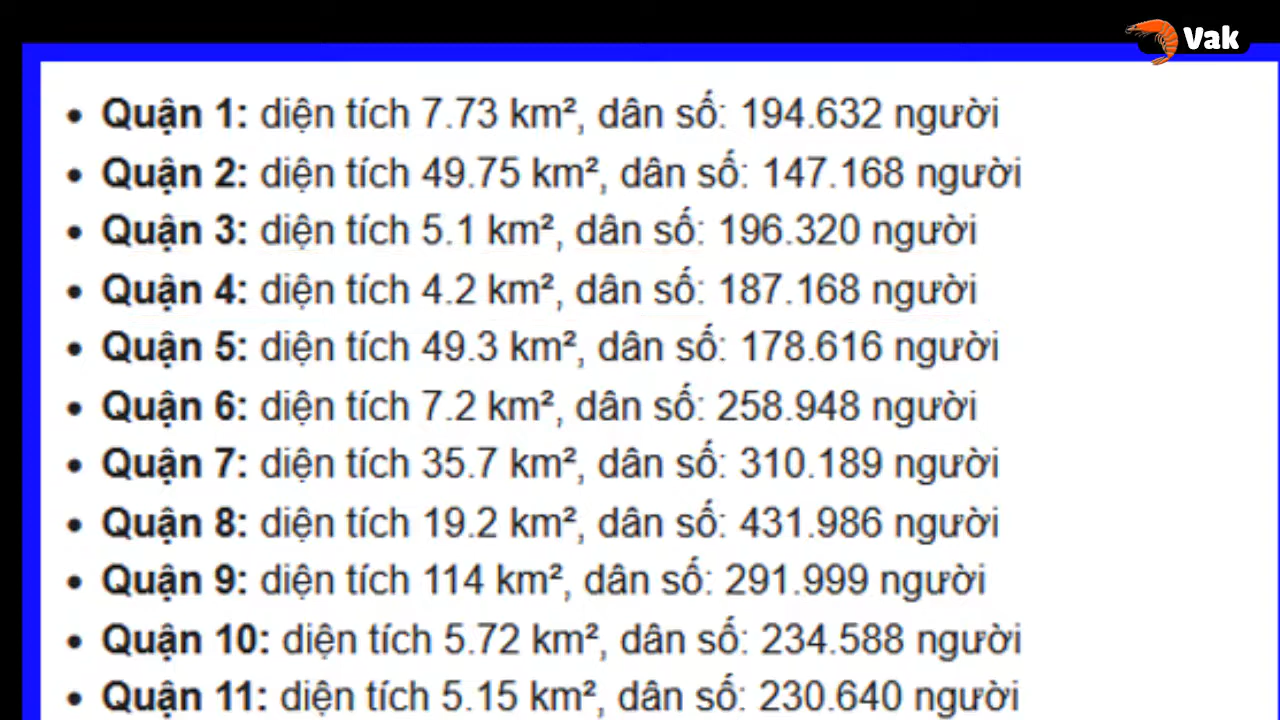 Vak
• Quận 1: diện tích 7.73 km², dân số: 194.632 người
• Quận 2: diện tích 49.75 km², dân số: 147.168 người
• Quận 3: diện tích 5.1 km², dân số: 196.320 người
• Quận 4: diện tích 4.2 km², dân số: 187.168 người
• Quận 5: diện tích 49.3 km², dân số: 178.616 người
• Quận 6: diện tích 7.2 km², dân số: 258.948 người
• Quận 7: diện tích 35.7 km², dân số: 310.189 người
• Quận 8: diện tích 19.2 km², dân số: 431.986 người
• Quận 9: diện tích 114 km², dân số: 291.999 người
• Quận 10: diện tích 5.72 km², dân số: 234.588 người
• Quận 11: diện tích 5.15 km², dân số: 230.640 người